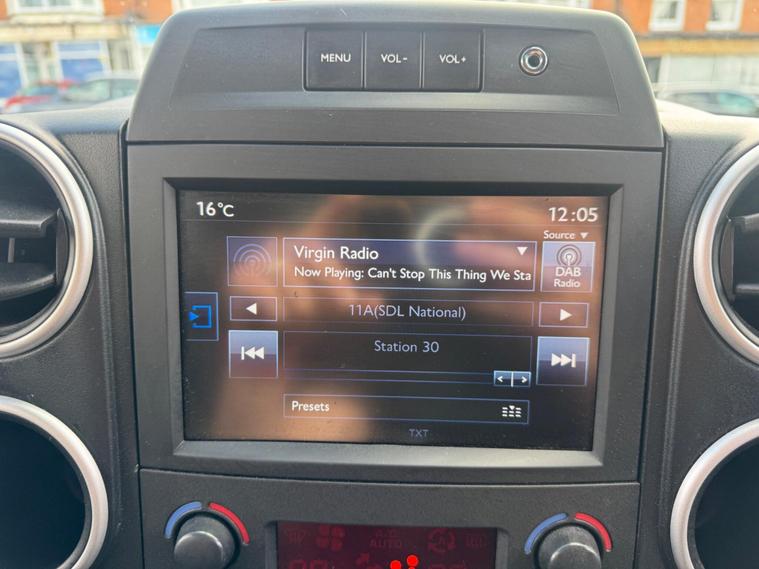 MENU VOL- VOL+
16°C 12:05
Source
Virgin Radio
Now Playing: Can't Stop This Thing We Sta
DAB
Radio
11A(SDL National)
Station 30
Presets
TXT
AUTO